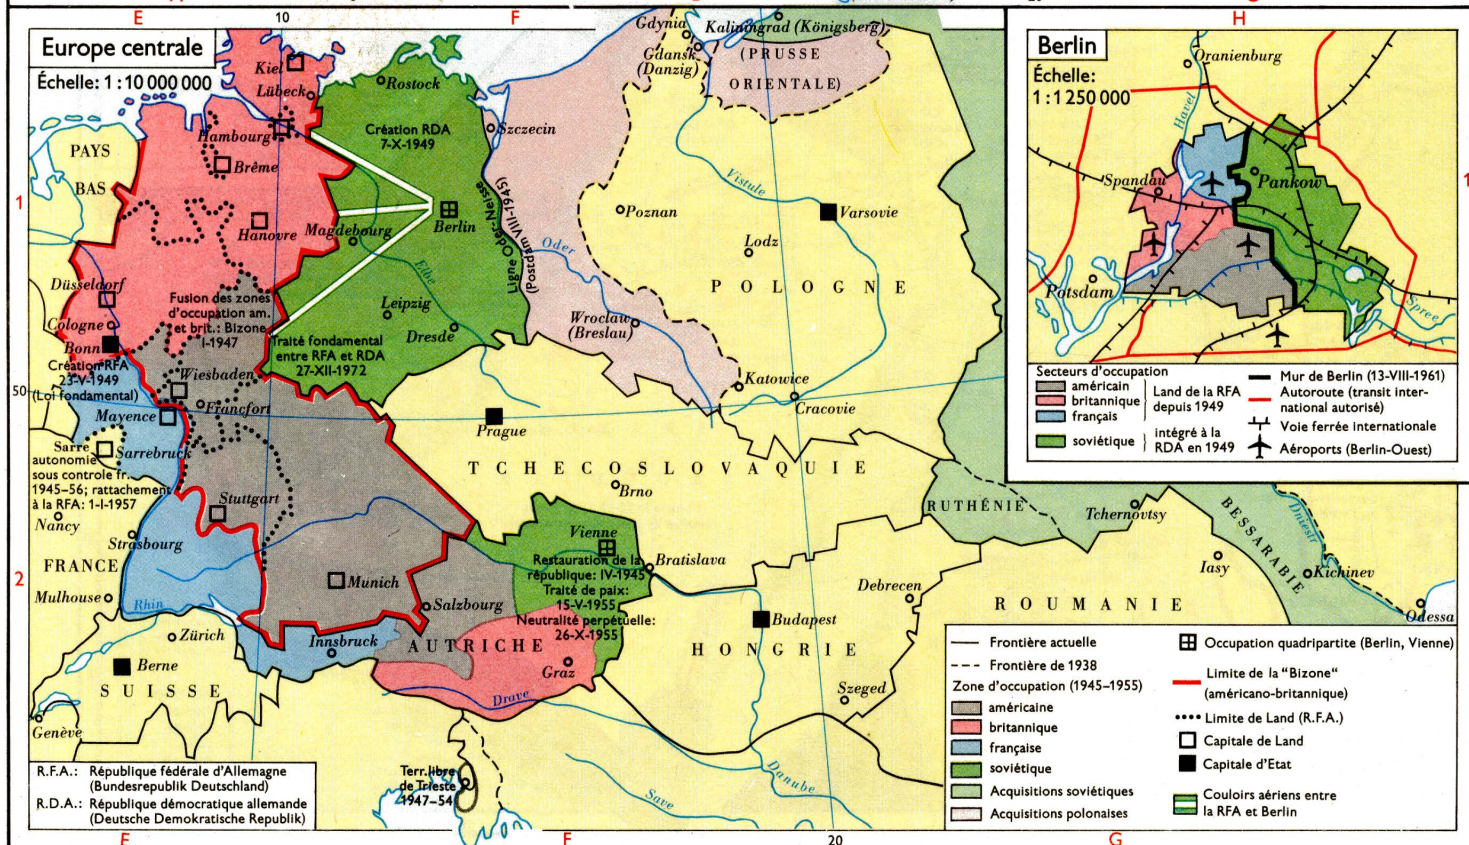 E
10
F
H
Europe centrale
Échelle: 1 : 10 000 000
Kiel
Lübeck
Rostock
Hambourg
Brême
PAYS
BAS
1
Hanovre
Magdebourg
Création RDA
7-X-1949
Berlin
Szczecin
Ligne Oder-Neisse
(Postdam VIII-1945)
Oder
Elbe
Gdynia
Gdansk
(Danzig)
Kaliningrad (Königsberg)
(PRUSSE
ORIENTALE)
Vistule
Poznan
Varsovie
Lodz
POLOGNE
Wroclaw
(Breslau)
Katowice
Cracovie
Düsseldorf
Cologne
Bonn
Fusion des zones
d'occupation am.
et brit.: Bizone
I-1947
Leipzig
Dresde
Traité fondamental
entre RFA et RDA
27-XII-1972
Création RFA
23-V-1949
(Loi fondamental)
50
Wiesbaden
Francfort
Mayence
Sarre
autonomie
sous controle fr.
1945–56; rattachement
à la RFA: 1-I-1957
Sarrebruck
Prague
TCHECOSLOVAQUIE
Brno
Nancy
Strasbourg
Stuttgart
FRANCE
2
Mulhouse
Rhin
Munich
Salzbourg
Zürich
Innsbruck
Berne
SUISSE
Genève
AUTRICHE
Graz
Drave
Vienne
Restauration de la
république: IV-1945
Traité de paix:
15-V-1955
Neutralité perpétuelle:
26-X-1955
Bratislava
Budapest
HONGRIE
Debrecen
Szeged
Danube
Save
Terr.libre
de Trieste
1947–54
RUTHÉNIE
Tchernovtsy
BESSARABIE
Dniestr
Iasy
Kichinev
Odessa
ROUMANIE
R.F.A.: République fédérale d'Allemagne
(Bundesrepublik Deutschland)
R.D.A.: République démocratique allemande
(Deutsche Demokratische Republik)
Berlin
Échelle:
1 : 1 250 000
Oranienburg
Havel
Spandau
Pankow
Potsdam
Spree
1
Secteurs d'occupation
américain
britannique
français
Land de la RFA
depuis 1949
soviétique
intégré à la
RDA en 1949
Mur de Berlin (13-VIII-1961)
Autoroute (transit inter-
national autorisé)
Voie ferrée internationale
Aéroports (Berlin-Ouest)
Frontière actuelle
Frontière de 1938
Zone d'occupation (1945–1955)
américaine
britannique
française
soviétique
Acquisitions soviétiques
Acquisitions polonaises
Occupation quadripartite (Berlin, Vienne)
Limite de la "Bizone"
(américano-britannique)
Limite de Land (R.F.A.)
Capitale de Land
Capitale d'Etat
Couloirs aériens entre
la RFA et Berlin
E
F
20
G